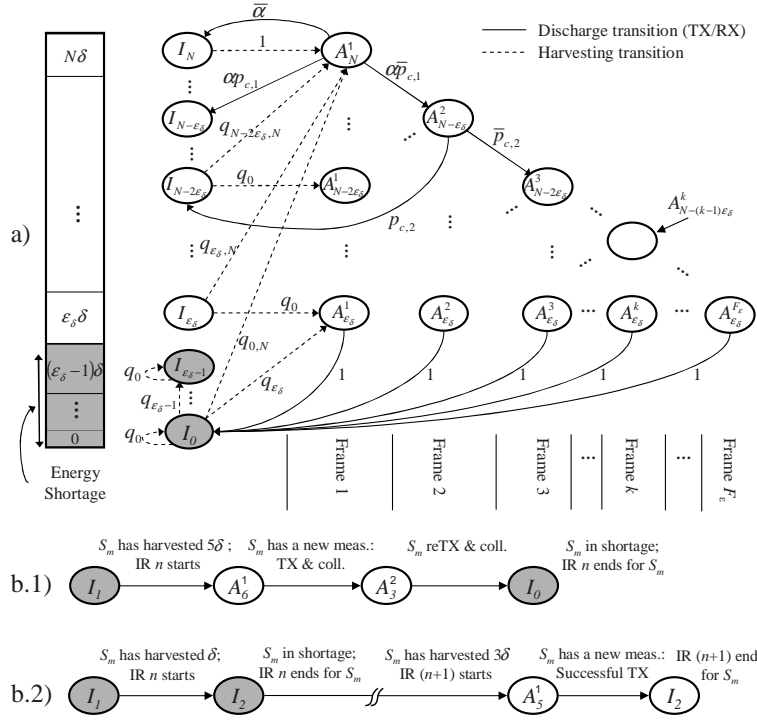 a)
Nδ
⋮
ε_δ δ
(ε_δ−1)δ
⋮
0
Energy
Shortage
Discharge transition (TX/RX)
Harvesting transition
I_N
ᾱ
1
A_N^1
αp_{c,1}
αp̄_{c,1}
I_{N−ε_δ}
q_{N−2ε_δ,N}
A_{N−ε_δ}^2
p̄_{c,2}
I_{N−2ε_δ}
q_0
A_{N−2ε_δ}^1
A_{N−2ε_δ}^3
p_{c,2}
A_{N−(k−1)ε_δ}^k
q_{ε_δ,N}
I_{ε_δ}
q_0
A_{ε_δ}^1
A_{ε_δ}^2
A_{ε_δ}^3
A_{ε_δ}^k
A_{ε_δ}^{F_ε}
q_{0,N}
q_0
I_{ε_δ−1}
q_{ε_δ}
q_{ε_δ−1}
1
1
1
1
1
q_0
I_0
Frame 1
Frame 2
Frame 3
...
Frame k
...
Frame F_ε
b.1)
S_m has harvested 5δ ;
IR n starts
S_m has a new meas.:
TX & coll.
S_m reTX & coll.
S_m in shortage;
IR n ends for S_m
I_1
A_6^1
A_3^2
I_0
b.2)
S_m has harvested δ;
IR n starts
S_m in shortage;
IR n ends for S_m
S_m has harvested 3δ
IR (n+1) starts
S_m has a new meas.:
Successful TX
IR (n+1) end
for S_m
I_1
I_2
A_5^1
I_2